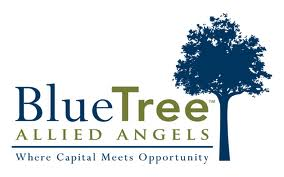 BlueTree™
ALLIED ANGELS
Where Capital Meets Opportunity